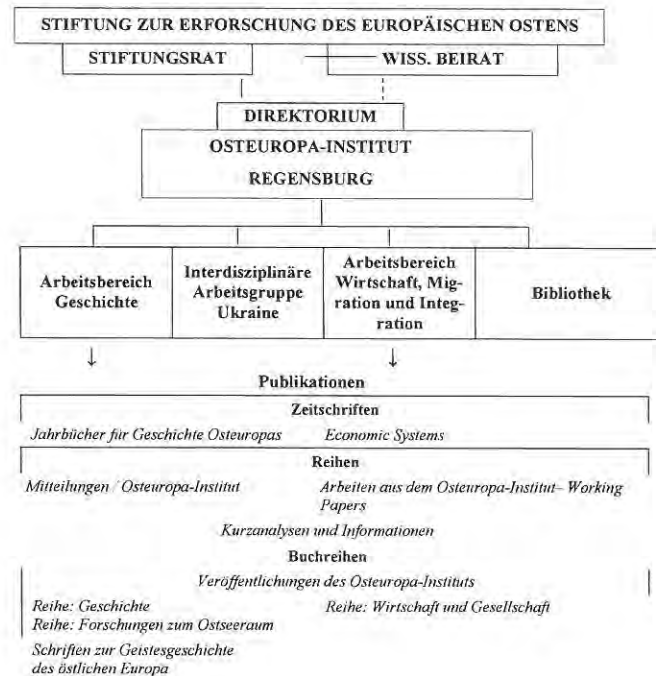 STIFTUNG ZUR ERFORSCHUNG DES EUROPÄISCHEN OSTENS
STIFTUNGSRAT
WISS. BEIRAT
DIREKTORIUM
OSTEUROPA-INSTITUT
REGENSBURG
Arbeitsbereich
Geschichte
Interdisziplinäre
Arbeitsgruppe
Ukraine
Arbeitsbereich
Wirtschaft, Mig-
ration und Integ-
ration
Bibliothek
Publikationen
Zeitschriften
Jahrbücher für Geschichte Osteuropas
Economic Systems
Reihen
Mitteilungen / Osteuropa-Institut
Arbeiten aus dem Osteuropa-Institut– Working
Papers
Kurzanalysen und Informationen
Buchreihen
Veröffentlichungen des Osteuropa-Instituts
Reihe: Geschichte
Reihe: Wirtschaft und Gesellschaft
Reihe: Forschungen zum Ostseeraum
Schriften zur Geistesgeschichte
des östlichen Europa